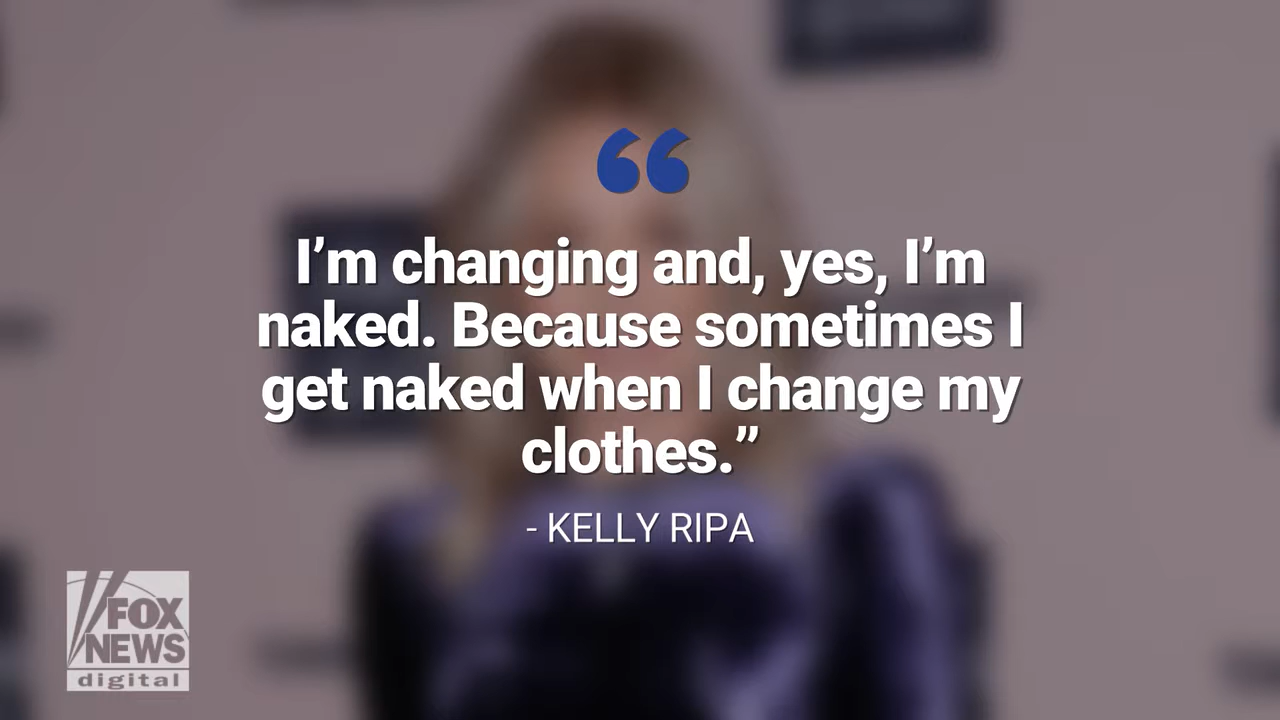 “
I’m changing and, yes, I’m
naked. Because sometimes I
get naked when I change my
clothes.”
- KELLY RIPA
FOX
NEWS
digital